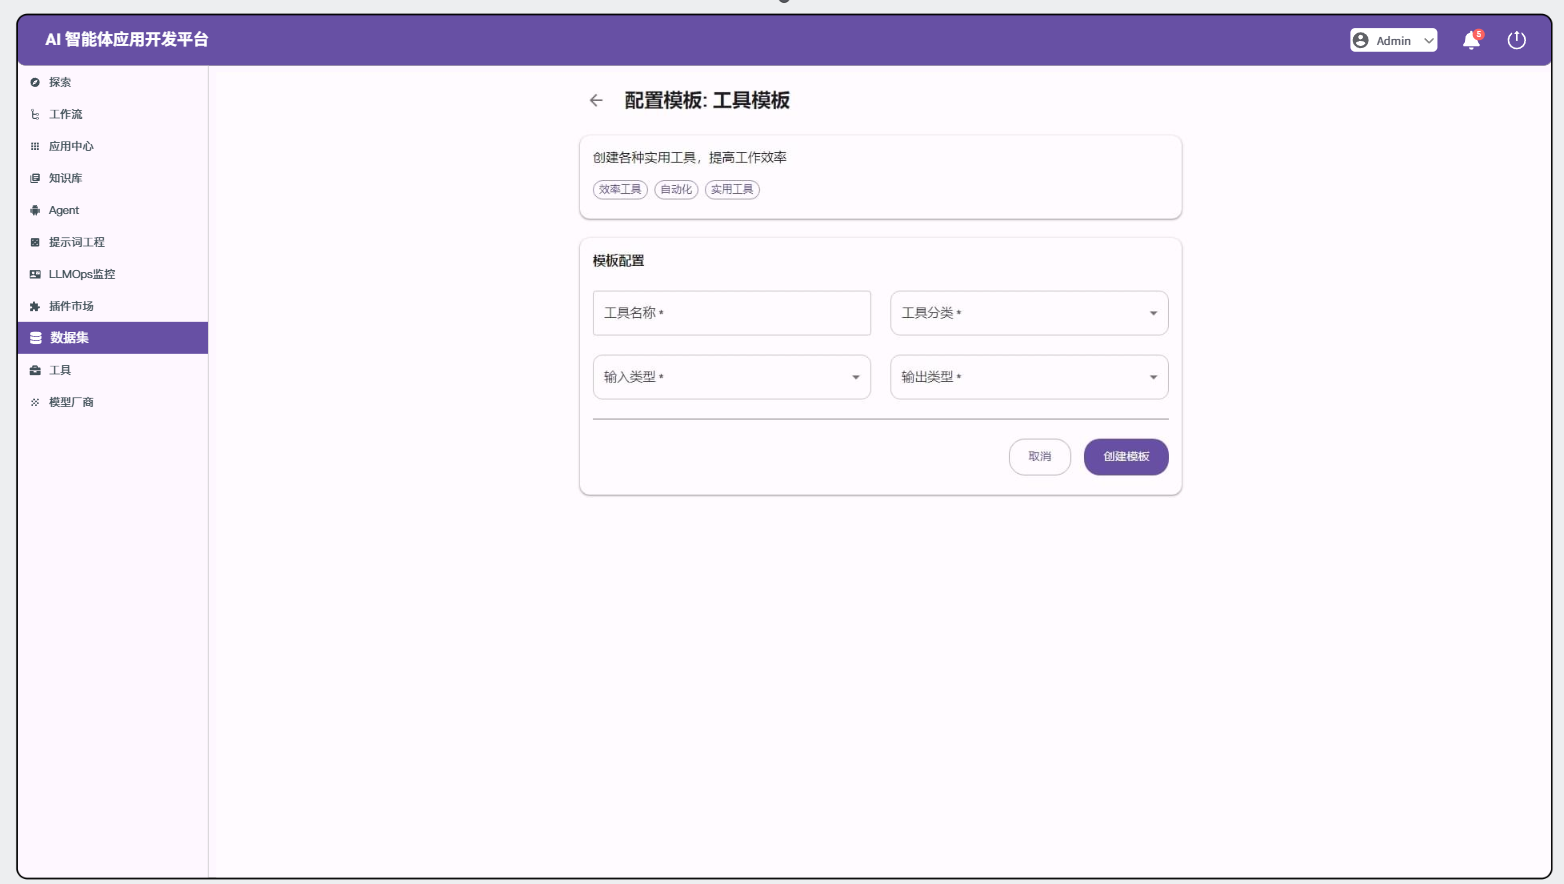 AI 智能体应用开发平台
Admin
5
探索
工作流
应用中心
知识库
Agent
提示词工程
LLMOps监控
插件市场
数据集
工具
模型厂商
配置模板: 工具模板
创建各种实用工具，提高工作效率
效率工具 自动化 实用工具
模板配置
工具名称 * 工具分类 *
输入类型 * 输出类型 *
取消 创建模板